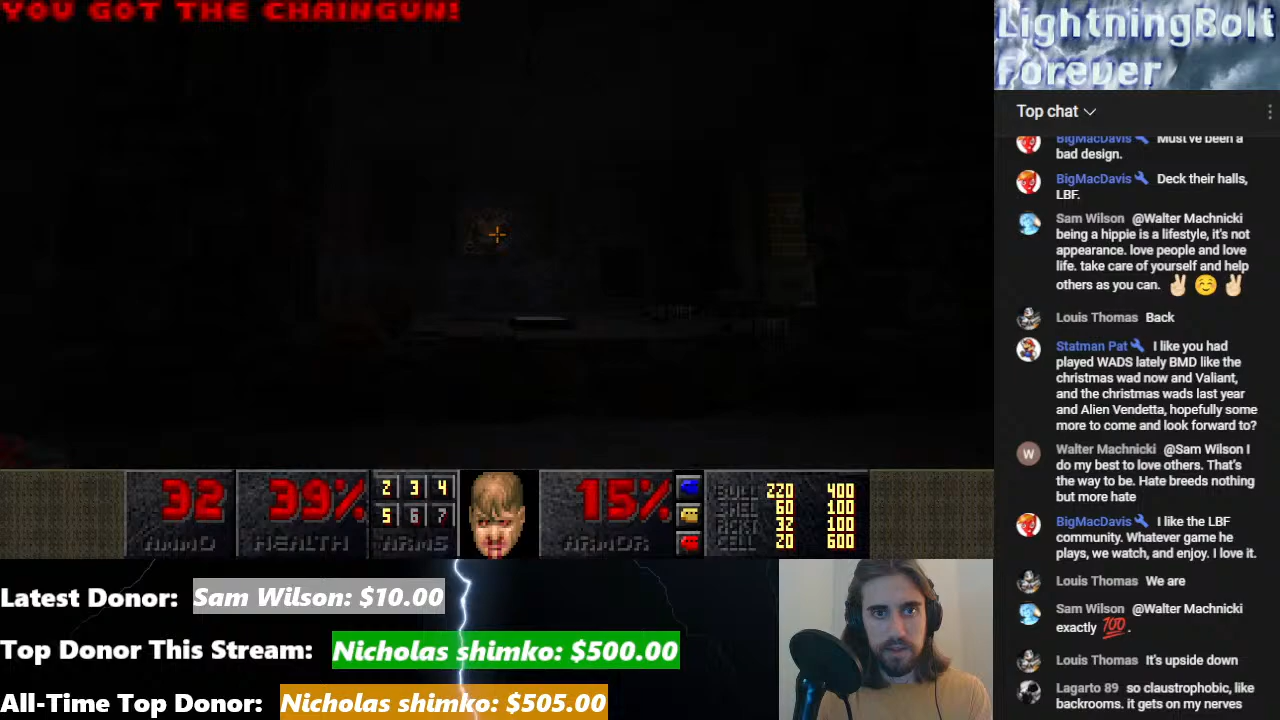 YOU GOT THE CHAINGUN!
LightningBolt
Forever
Top chat
BigMacDavis Must've been a
bad design.
BigMacDavis Deck their halls,
LBF.
Sam Wilson @Walter Machnicki
being a hippie is a lifestyle, it's not
appearance. love people and love
life. take care of yourself and help
others as you can. ✌🏻☺️✌🏻
Louis Thomas Back
Statman Pat I like you had
played WADS lately BMD like the
christmas wad now and Valiant,
and the christmas wads last year
and Alien Vendetta, hopefully some
more to come and look forward to?
W Walter Machnicki @Sam Wilson I
do my best to love others. That's
the way to be. Hate breeds nothing
but more hate
BigMacDavis I like the LBF
community. Whatever game he
plays, we watch, and enjoy. I love it.
Louis Thomas We are
Sam Wilson @Walter Machnicki
exactly 💯.
Louis Thomas It's upside down
Lagarto 89 so claustrophobic, like
backrooms. it gets on my nerves
32 39% 2 3 4 15% BULL 220 400
5 6 7 SHEL 60 100
RCKT 32 100
AMMO HEALTH ARMS ARMOR CELL 20 600
Latest Donor: Sam Wilson: $10.00
Top Donor This Stream: Nicholas shimko: $500.00
All-Time Top Donor: Nicholas shimko: $505.00